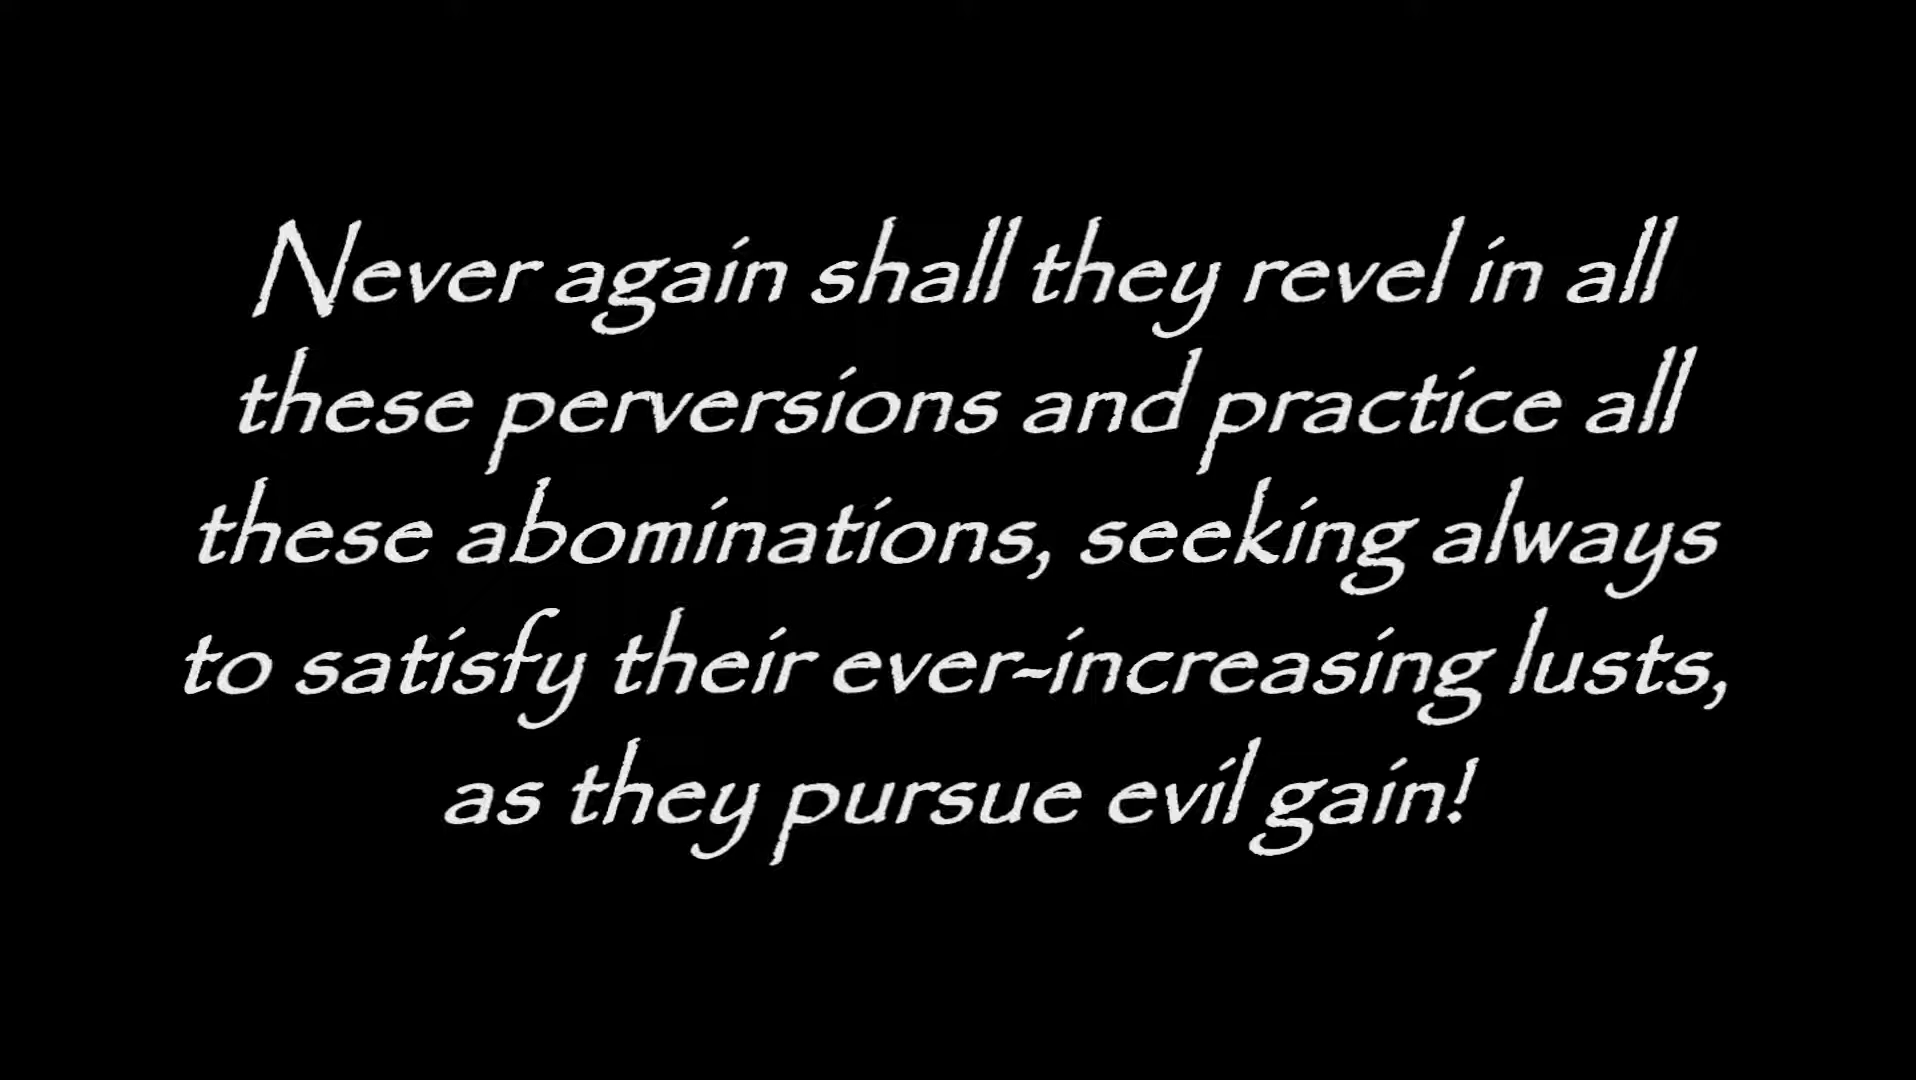 Never again shall they revel in all
these perversions and practice all
these abominations, seeking always
to satisfy their ever-increasing lusts,
as they pursue evil gain!